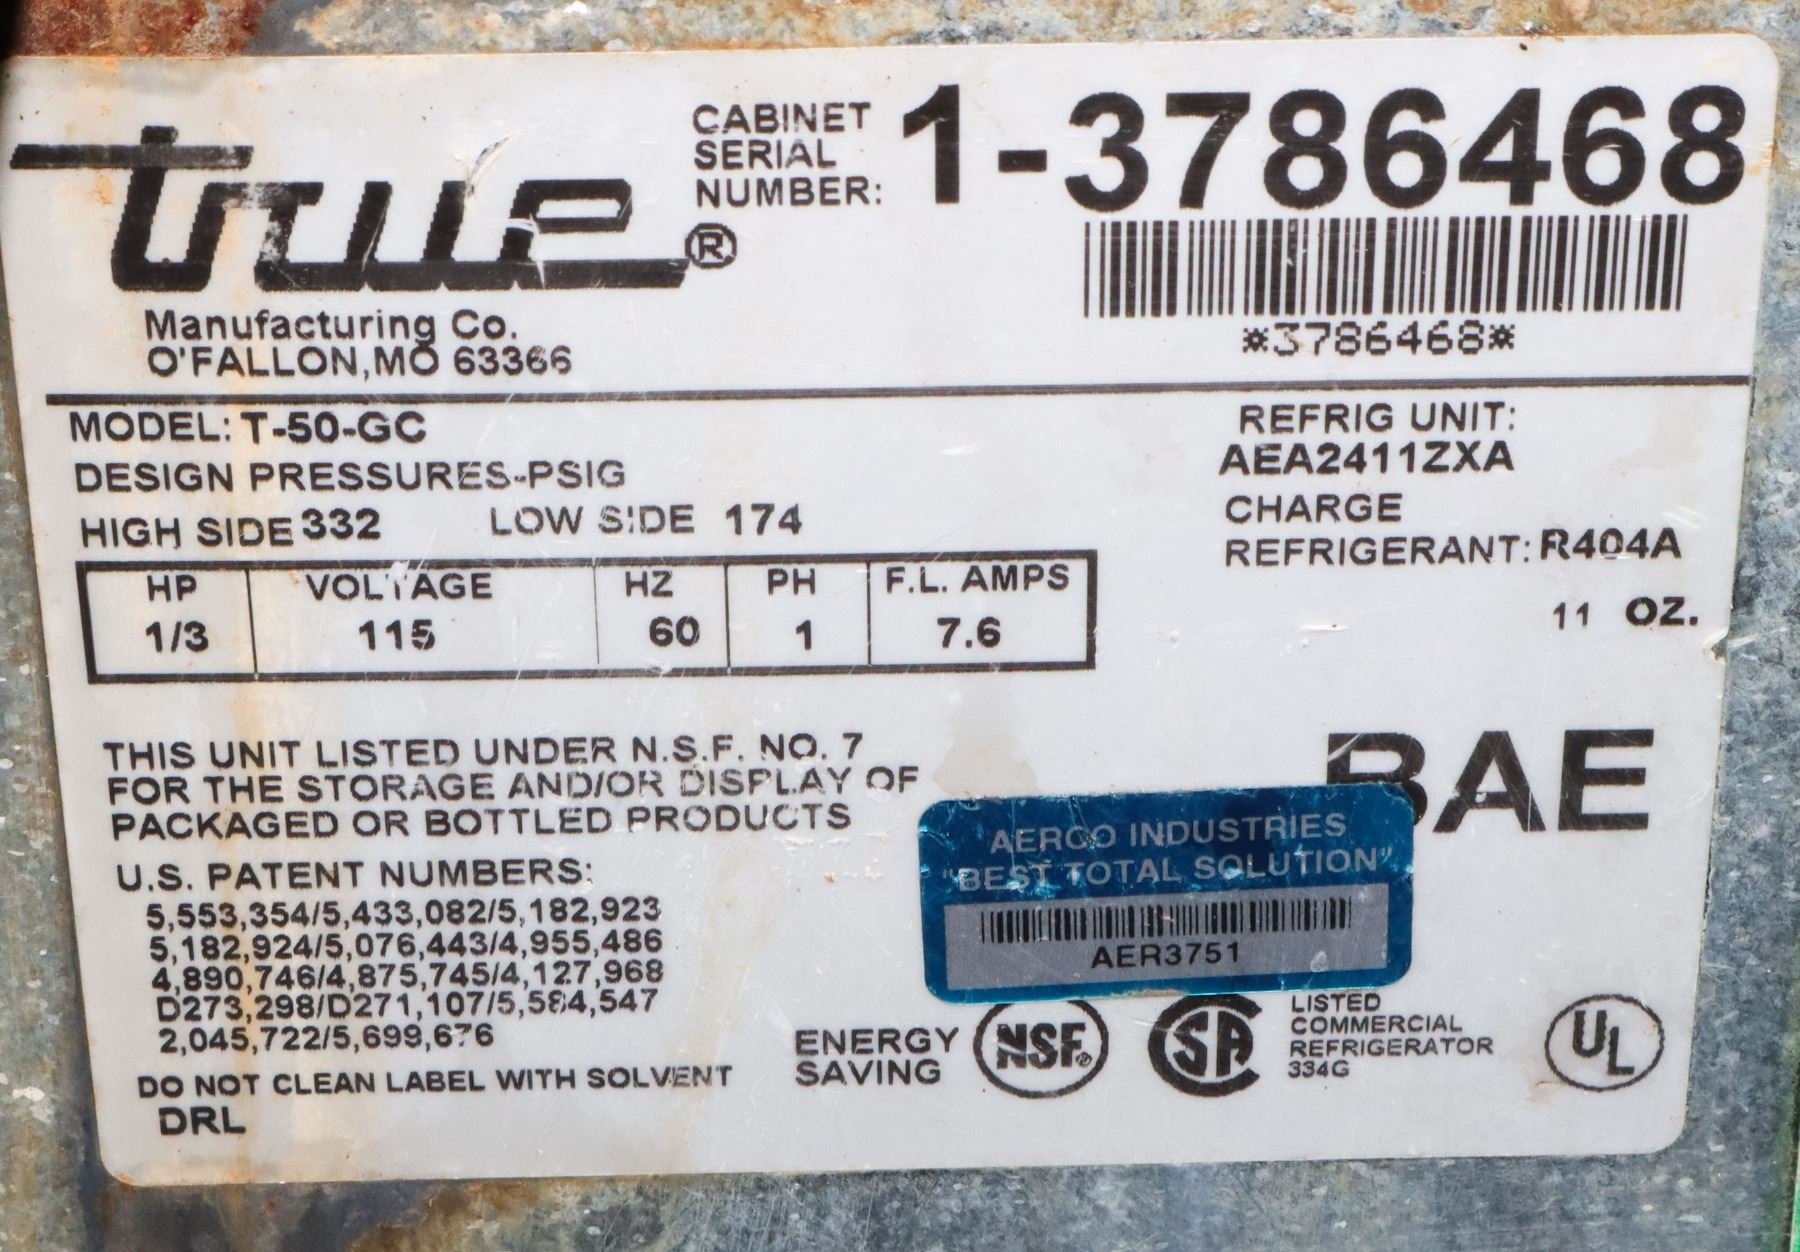 true®
Manufacturing Co.
O'FALLON,MO 63366
CABINET
SERIAL
NUMBER: 1-3786468
*3786468*
MODEL: T-50-GC
DESIGN PRESSURES-PSIG
HIGH SIDE 332 LOW SIDE 174
REFRIG UNIT:
AEA2411ZXA
CHARGE
REFRIGERANT: R404A
11 OZ.
HP VOLTAGE HZ PH F.L. AMPS
1/3 115 60 1 7.6
THIS UNIT LISTED UNDER N.S.F. NO. 7
FOR THE STORAGE AND/OR DISPLAY OF
PACKAGED OR BOTTLED PRODUCTS
BAE
AERCO INDUSTRIES
"BEST TOTAL SOLUTION"
AER3751
U.S. PATENT NUMBERS:
5,553,354/5,433,082/5,182,923
5,182,924/5,076,443/4,955,486
4,890,746/4,875,745/4,127,968
D273,298/D271,107/5,584,547
2,045,722/5,699,676
DO NOT CLEAN LABEL WITH SOLVENT
DRL
ENERGY
SAVING
NSF®
SA
LISTED
COMMERCIAL
REFRIGERATOR
334G
UL